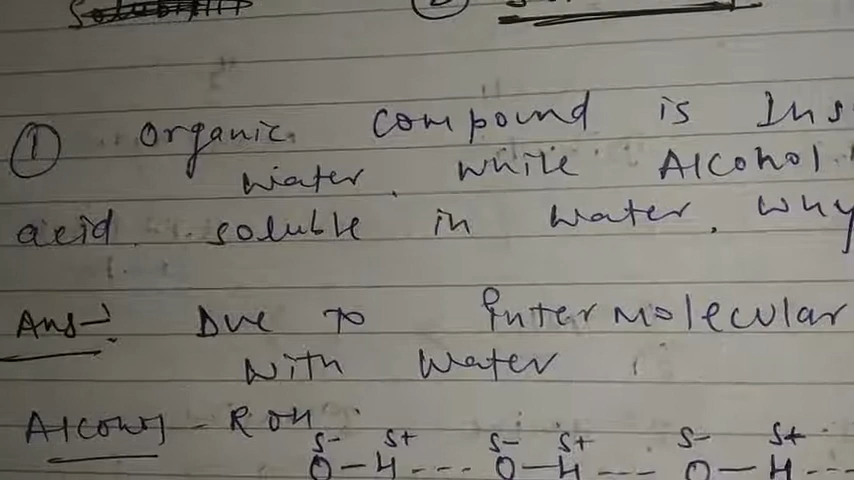 ②
① organic compound is Ins
water. while Alcohol
acid soluble in water. why
Ans→ Due to Intermolecular
with water
Alcohol - ROH
δ- δ+ δ- δ+ δ- δ+
O-H --- O-H --- O-H ---